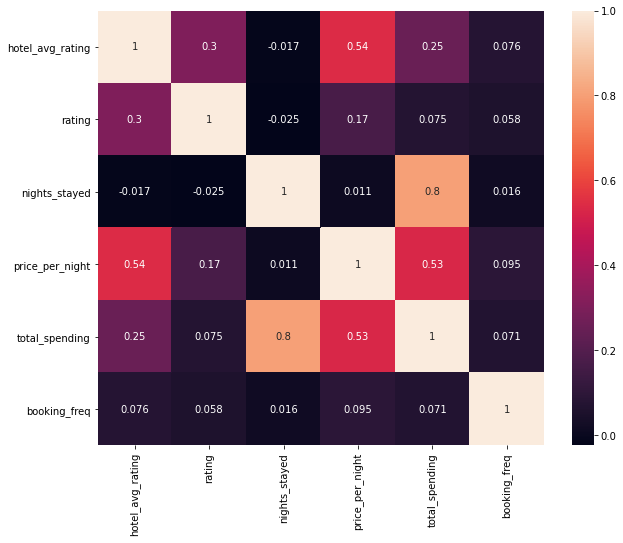 hotel_avg_rating 1 0.3 -0.017 0.54 0.25 0.076
rating 0.3 1 -0.025 0.17 0.075 0.058
nights_stayed -0.017 -0.025 1 0.011 0.8 0.016
price_per_night 0.54 0.17 0.011 1 0.53 0.095
total_spending 0.25 0.075 0.8 0.53 1 0.071
booking_freq 0.076 0.058 0.016 0.095 0.071 1
hotel_avg_rating
rating
nights_stayed
price_per_night
total_spending
booking_freq
1.0
0.8
0.6
0.4
0.2
0.0